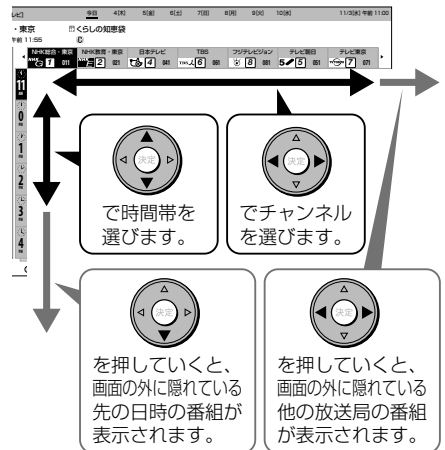 レビ] 今日 4[木] 5[金] 6[土] 7[日] 8[月] 9[火] 10[水] 11/3[水] 午前 11:00
・東京 くらしの知恵袋
午前 11:55
NHK総合・東京 NHK教育・東京 日本テレビ TBS フジテレビジョン テレビ朝日 テレビ東京
1 011 2 021 4 041 TBS 6 061 8 081 5 051 7 071
11
0
1
2
3
4
決定
で時間帯を
選びます。
決定
でチャンネル
を選びます。
決定
を押していくと、
画面の外に隠れている
先の日時の番組が
表示されます。
決定
を押していくと、
画面の外に隠れている
他の放送局の番組
が表示されます。